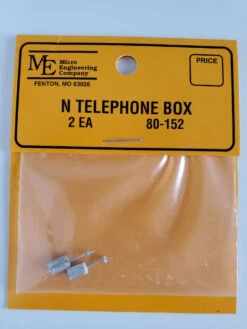 ME Micro
Engineering
Company
FENTON, MO 63026
PRICE
N TELEPHONE BOX
2 EA 80-152